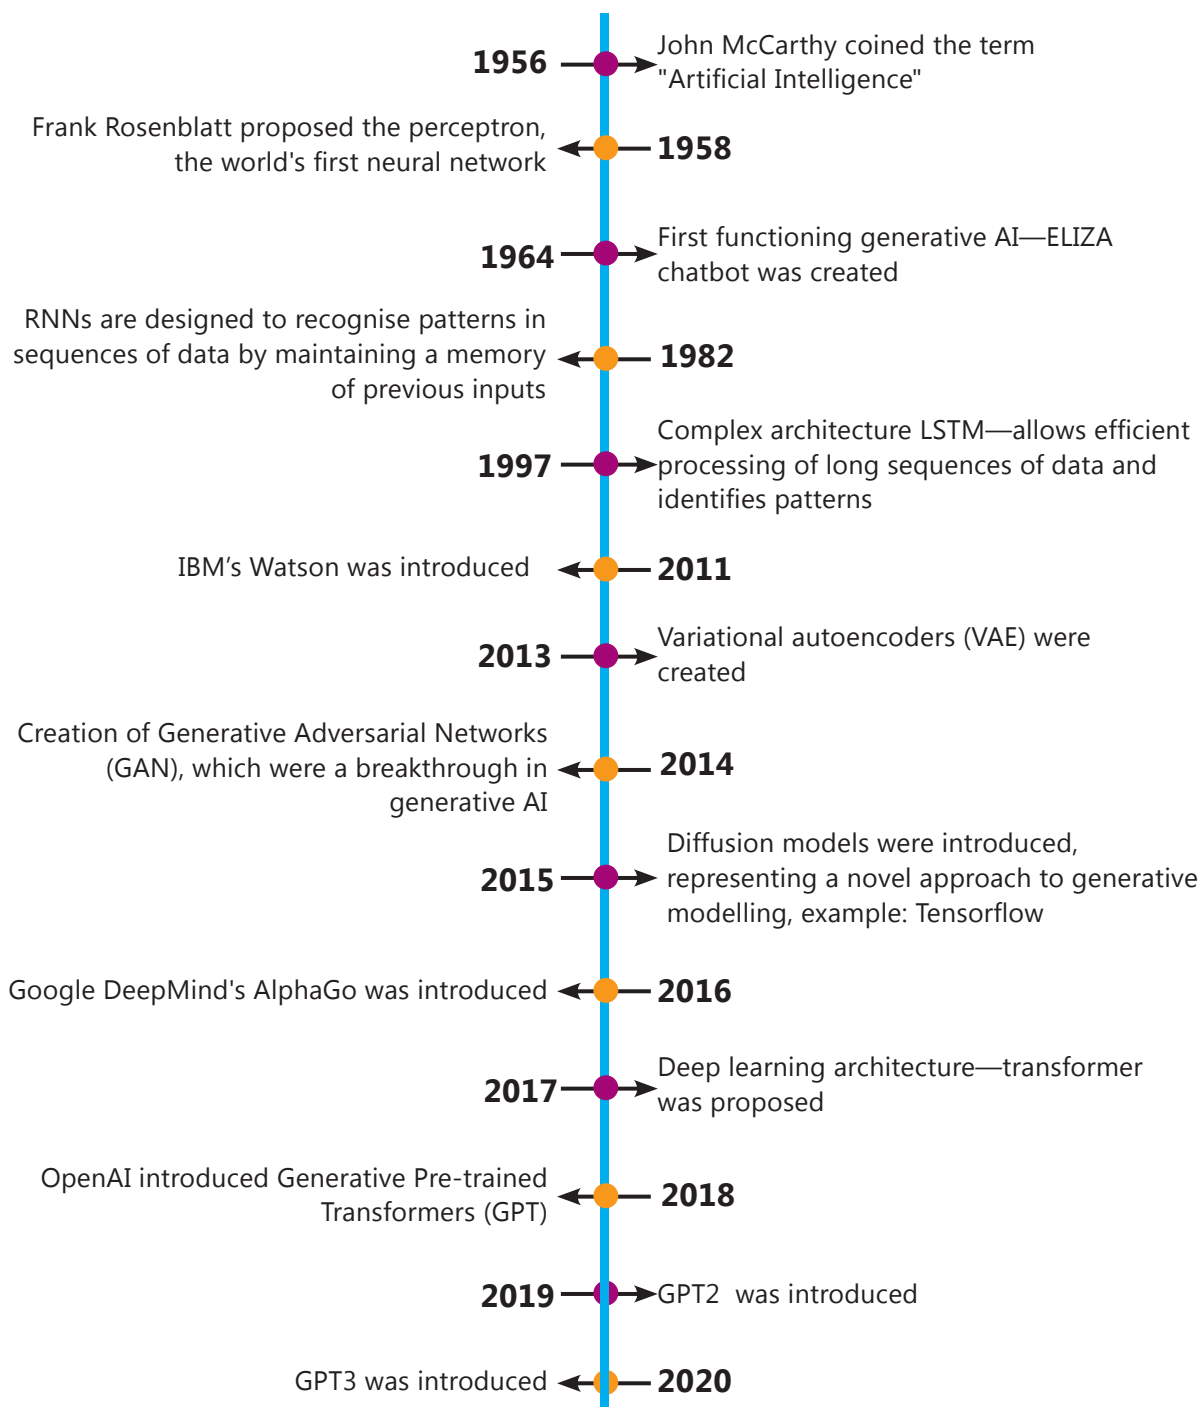 1956
John McCarthy coined the term
"Artificial Intelligence"
Frank Rosenblatt proposed the perceptron,
the world's first neural network
1958
1964
First functioning generative AI—ELIZA
chatbot was created
RNNs are designed to recognise patterns in
sequences of data by maintaining a memory
of previous inputs
1982
1997
Complex architecture LSTM—allows efficient
processing of long sequences of data and
identifies patterns
IBM’s Watson was introduced
2011
2013
Variational autoencoders (VAE) were
created
Creation of Generative Adversarial Networks
(GAN), which were a breakthrough in
generative AI
2014
2015
Diffusion models were introduced,
representing a novel approach to generative
modelling, example: Tensorflow
Google DeepMind's AlphaGo was introduced
2016
2017
Deep learning architecture—transformer
was proposed
OpenAI introduced Generative Pre-trained
Transformers (GPT)
2018
2019
GPT2  was introduced
GPT3 was introduced
2020